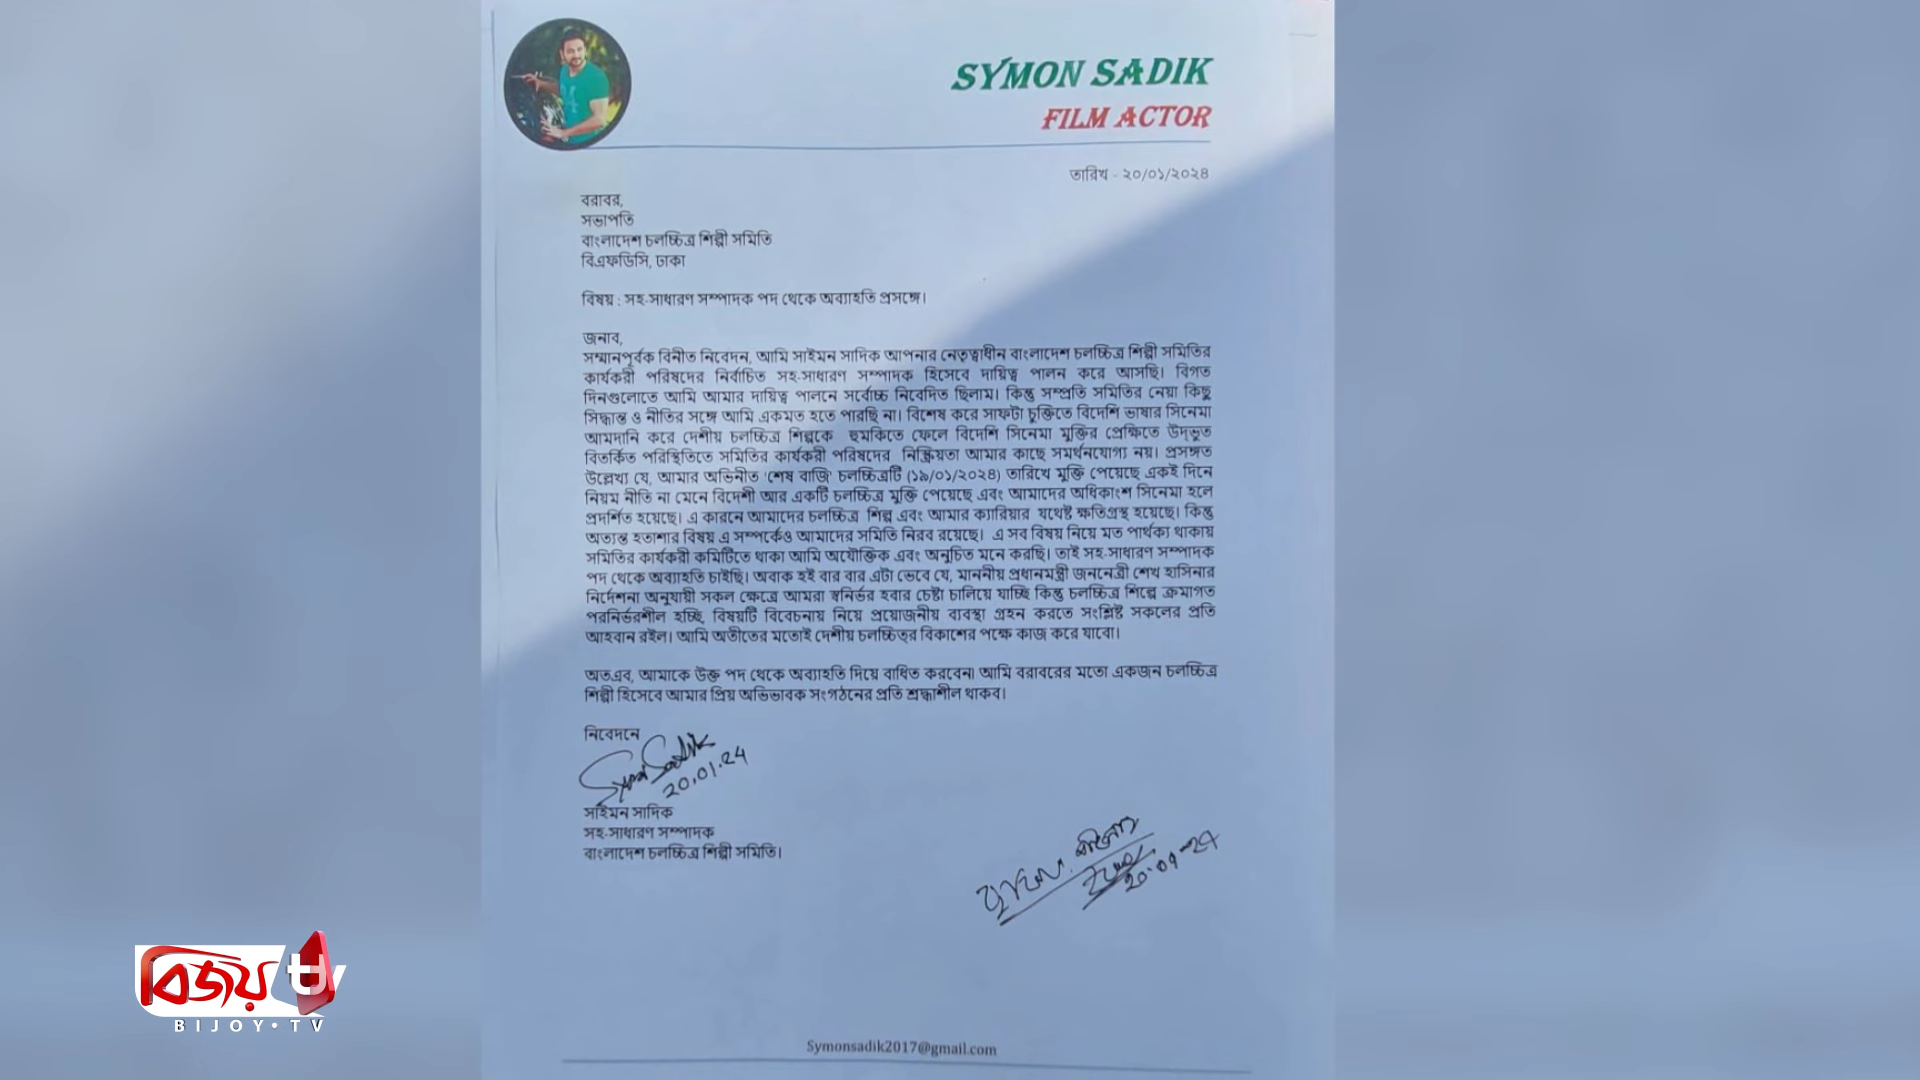 SYMON SADIK
FILM ACTOR
তারিখ - ২০/০১/২০২৪
বরাবর,
সভাপতি
বাংলাদেশ চলচ্চিত্র শিল্পী সমিতি
বিএফডিসি, ঢাকা
বিষয় : সহ-সাধারণ সম্পাদক পদ থেকে অব্যাহতি প্রসঙ্গে।
জনাব,
সম্মানপূর্বক বিনীত নিবেদন, আমি সাইমন সাদিক আপনার নেতৃত্বাধীন বাংলাদেশ চলচ্চিত্র শিল্পী সমিতির
কার্যকরী পরিষদের নির্বাচিত সহ-সাধারণ সম্পাদক হিসেবে দায়িত্ব পালন করে আসছি। বিগত
দিনগুলোতে আমি আমার দায়িত্ব পালনে সর্বোচ্চ নিবেদিত ছিলাম। কিন্তু সম্প্রতি সমিতির নেয়া কিছু
সিদ্ধান্ত ও নীতির সঙ্গে আমি একমত হতে পারছি না। বিশেষ করে সাফটা চুক্তিতে বিদেশি ভাষার সিনেমা
আমদানি করে দেশীয় চলচ্চিত্র শিল্পকে হুমকিতে ফেলে বিদেশি সিনেমা মুক্তির প্রেক্ষিতে উদ্ভুত
বিতর্কিত পরিস্থিতিতে সমিতির কার্যকরী পরিষদের নিষ্ক্রিয়তা আমার কাছে সমর্থনযোগ্য নয়। প্রসঙ্গত
উল্লেখ্য যে, আমার অভিনীত 'শেষ বাজি' চলচ্চিত্রটি (১৯/০১/২০২৪) তারিখে মুক্তি পেয়েছে একই দিনে
নিয়ম নীতি না মেনে বিদেশী আর একটি চলচ্চিত্র মুক্তি পেয়েছে এবং আমাদের অধিকাংশ সিনেমা হলে
প্রদর্শিত হয়েছে। এ কারনে আমাদের চলচ্চিত্র শিল্প এবং আমার ক্যারিয়ার যথেষ্ট ক্ষতিগ্রস্থ হয়েছে। কিন্তু
অত্যন্ত হতাশার বিষয় এ সম্পর্কেও আমাদের সমিতি নিরব রয়েছে। এ সব বিষয় নিয়ে মত পার্থক্য থাকায়
সমিতির কার্যকরী কমিটিতে থাকা আমি অযৌক্তিক এবং অনুচিত মনে করছি। তাই সহ-সাধারণ সম্পাদক
পদ থেকে অব্যাহতি চাইছি। অবাক হই বার বার এটা ভেবে যে, মাননীয় প্রধানমন্ত্রী জননেত্রী শেখ হাসিনার
নির্দেশনা অনুযায়ী সকল ক্ষেত্রে আমরা স্বনির্ভর হবার চেষ্টা চালিয়ে যাচ্ছি কিন্তু চলচ্চিত্র শিল্পে ক্রমাগত
পরনির্ভরশীল হচ্ছি, বিষয়টি বিবেচনায় নিয়ে প্রয়োজনীয় ব্যবস্থা গ্রহন করতে সংশ্লিষ্ট সকলের প্রতি
আহবান রইল। আমি অতীতের মতোই দেশীয় চলচ্চিত্র বিকাশের পক্ষে কাজ করে যাবো।
অতএব, আমাকে উক্ত পদ থেকে অব্যাহতি দিয়ে বাধিত করবেন। আমি বরাবরের মতো একজন চলচ্চিত্র
শিল্পী হিসেবে আমার প্রিয় অভিভাবক সংগঠনের প্রতি শ্রদ্ধাশীল থাকব।
নিবেদনে
Symon Sadik
20.01.24
সাইমন সাদিক
সহ-সাধারণ সম্পাদক
বাংলাদেশ চলচ্চিত্র শিল্পী সমিতি।
Symonsadik2017@gmail.com
বিজয় tv
BIJOY•TV